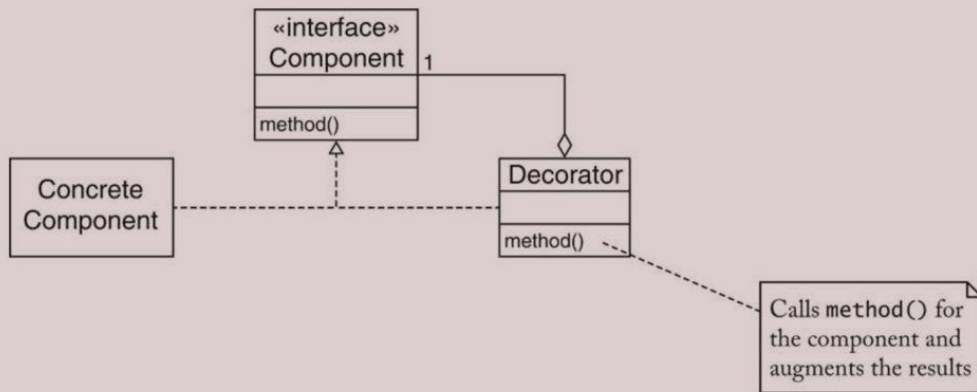 «interface»
Component
1
method()
Concrete
Component
Decorator
method()
Calls method() for
the component and
augments the results